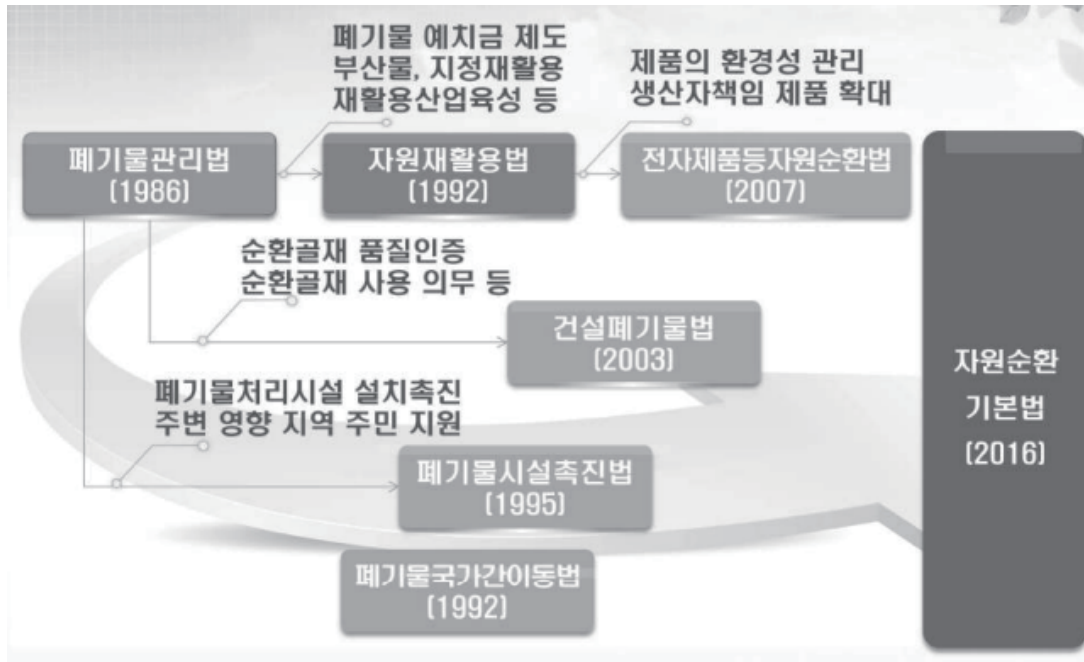 폐기물 예치금 제도
부산물, 지정재활용
재활용산업육성 등
제품의 환경성 관리
생산자책임 제품 확대
폐기물관리법
(1986)
자원재활용법
(1992)
전자제품등자원순환법
(2007)
순환골재 품질인증
순환골재 사용 의무 등
건설폐기물법
(2003)
자원순환
기본법
(2016)
폐기물처리시설 설치촉진
주변 영향 지역 주민 지원
폐기물시설촉진법
(1995)
폐기물국가간이동법
(1992)